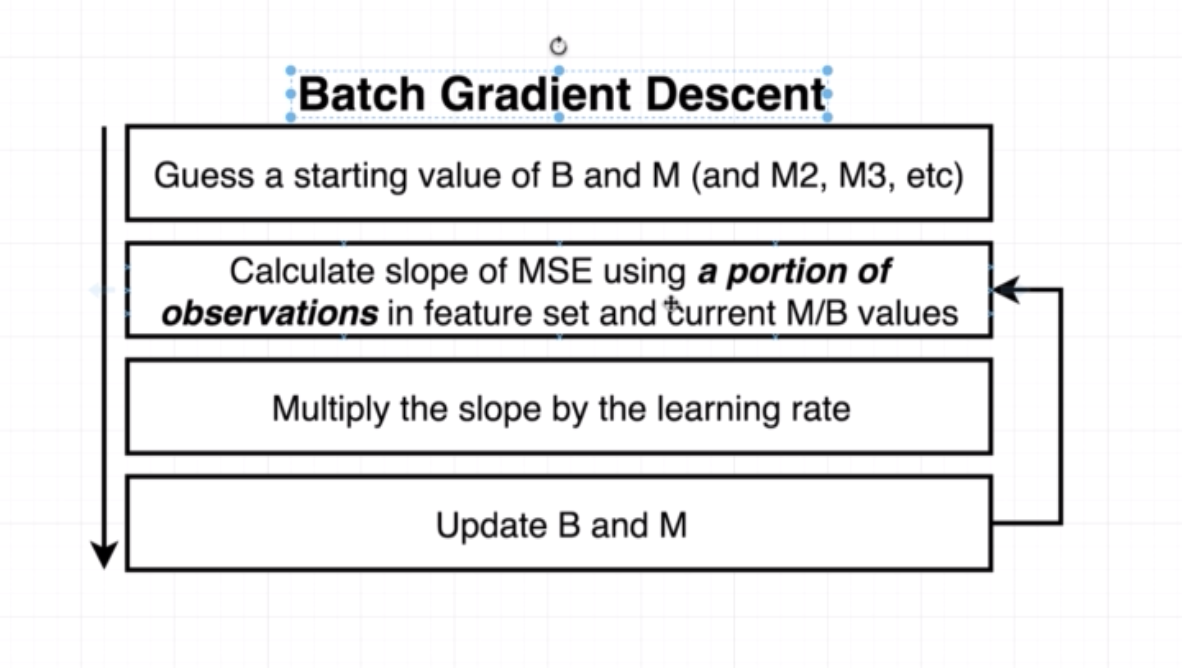 Batch Gradient Descent
Guess a starting value of B and M (and M2, M3, etc)
Calculate slope of MSE using a portion of
observations in feature set and current M/B values
Multiply the slope by the learning rate
Update B and M